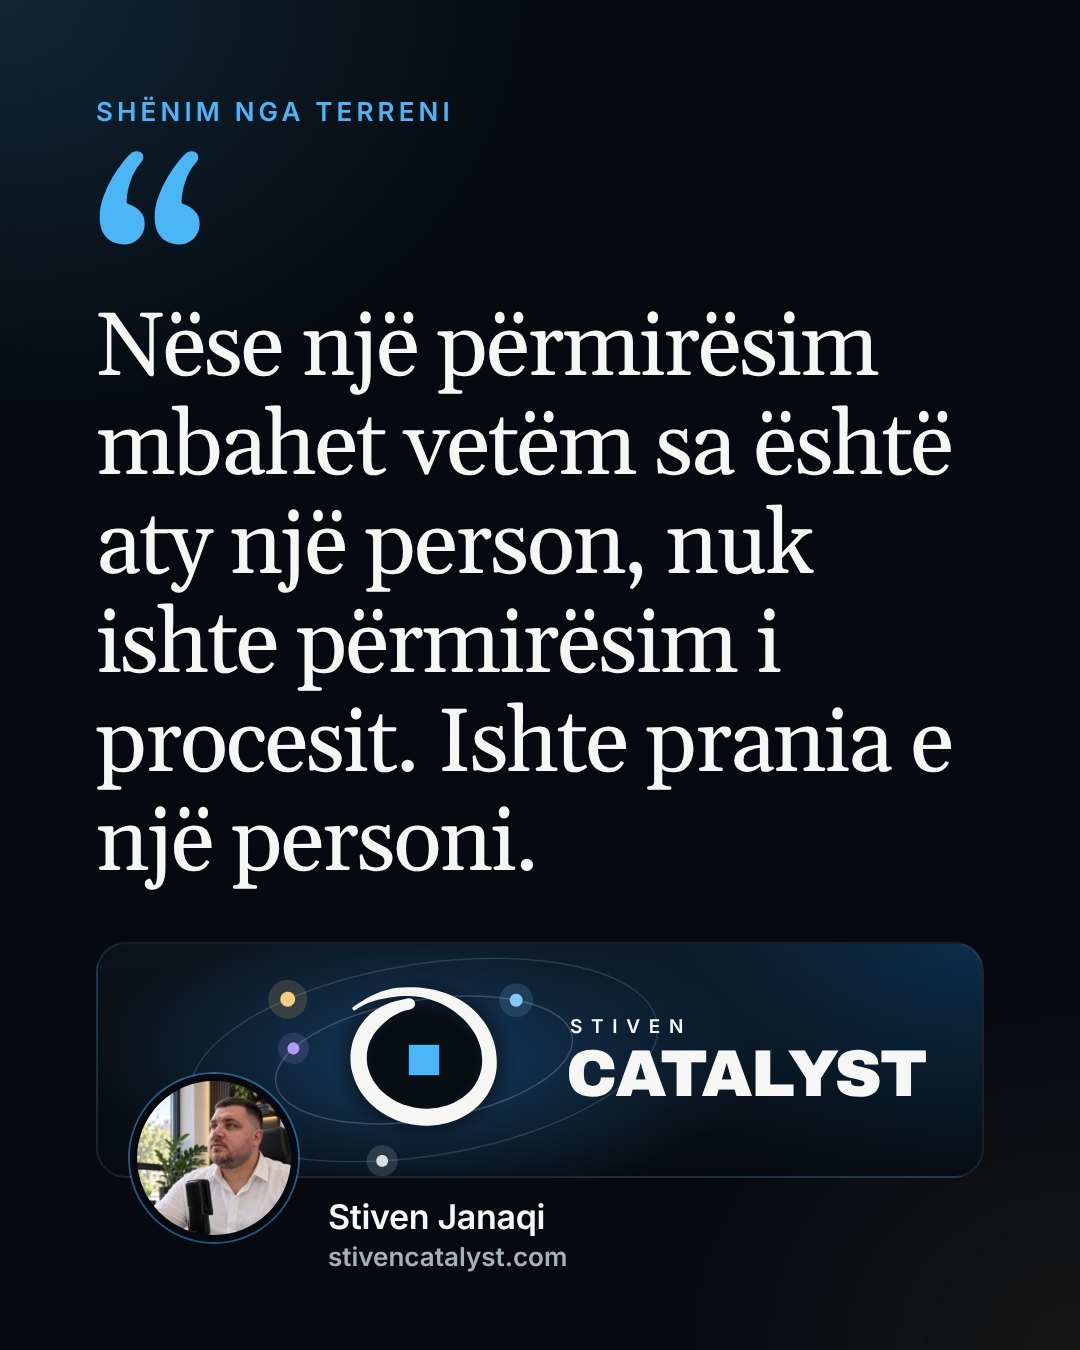 SHËNIM NGA TERRENI
“
Nëse një përmirësim
mbahet vetëm sa është
aty një person, nuk
ishte përmirësim i
procesit. Ishte prania e
një personi.
STIVEN
CATALYST
Stiven Janaqi
stivencatalyst.com